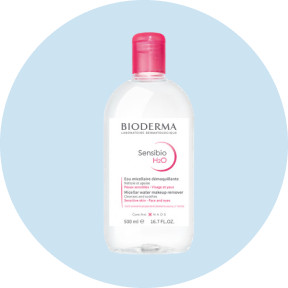 BIODERMA
LABORATOIRE DERMATOLOGIQUE
Sensibio
H2O
Eau micellaire démaquillante
Nettoie et apaise
Peaux sensibles - Visage et yeux
Micellar water makeup remover
Cleanses and soothes
Sensitive skin - Face and eyes
500 ml ℮ 16.7 FL.OZ.